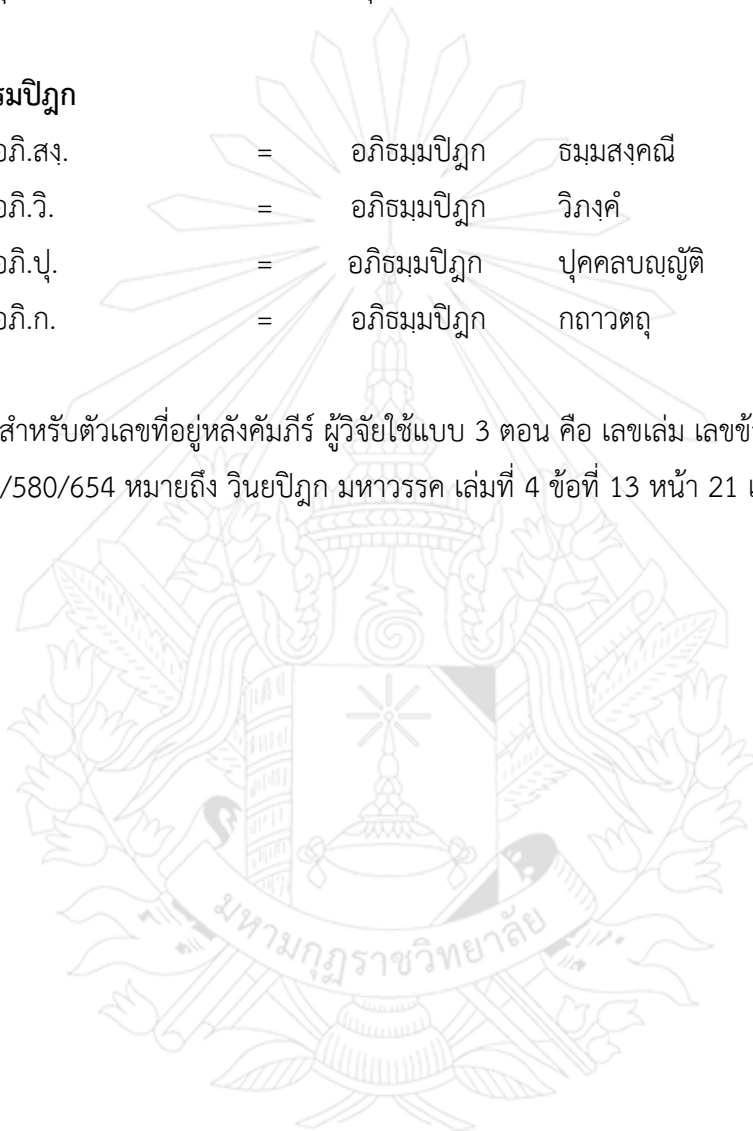 รมปิฎก
อภิ.สงฺ. = อภิธมฺมปิฎก ธมฺมสงฺคณี
อภิ.วิ. = อภิธมฺมปิฎก วิภงฺคํ
อภิ.ปุ. = อภิธมฺมปิฎก ปุคคลบญฺญัติ
อภิ.ก. = อภิธมฺมปิฎก กถาวตถุ
สำหรับตัวเลขที่อยู่หลังคัมภีร์ ผู้วิจัยใช้แบบ 3 ตอน คือ เลขเล่ม
/580/654 หมายถึง วินยปิฎก มหาวรรค เล่มที่ 4 ข้อที่ 13 หน้า 21
มหามกุฏราชวิทยาลัย